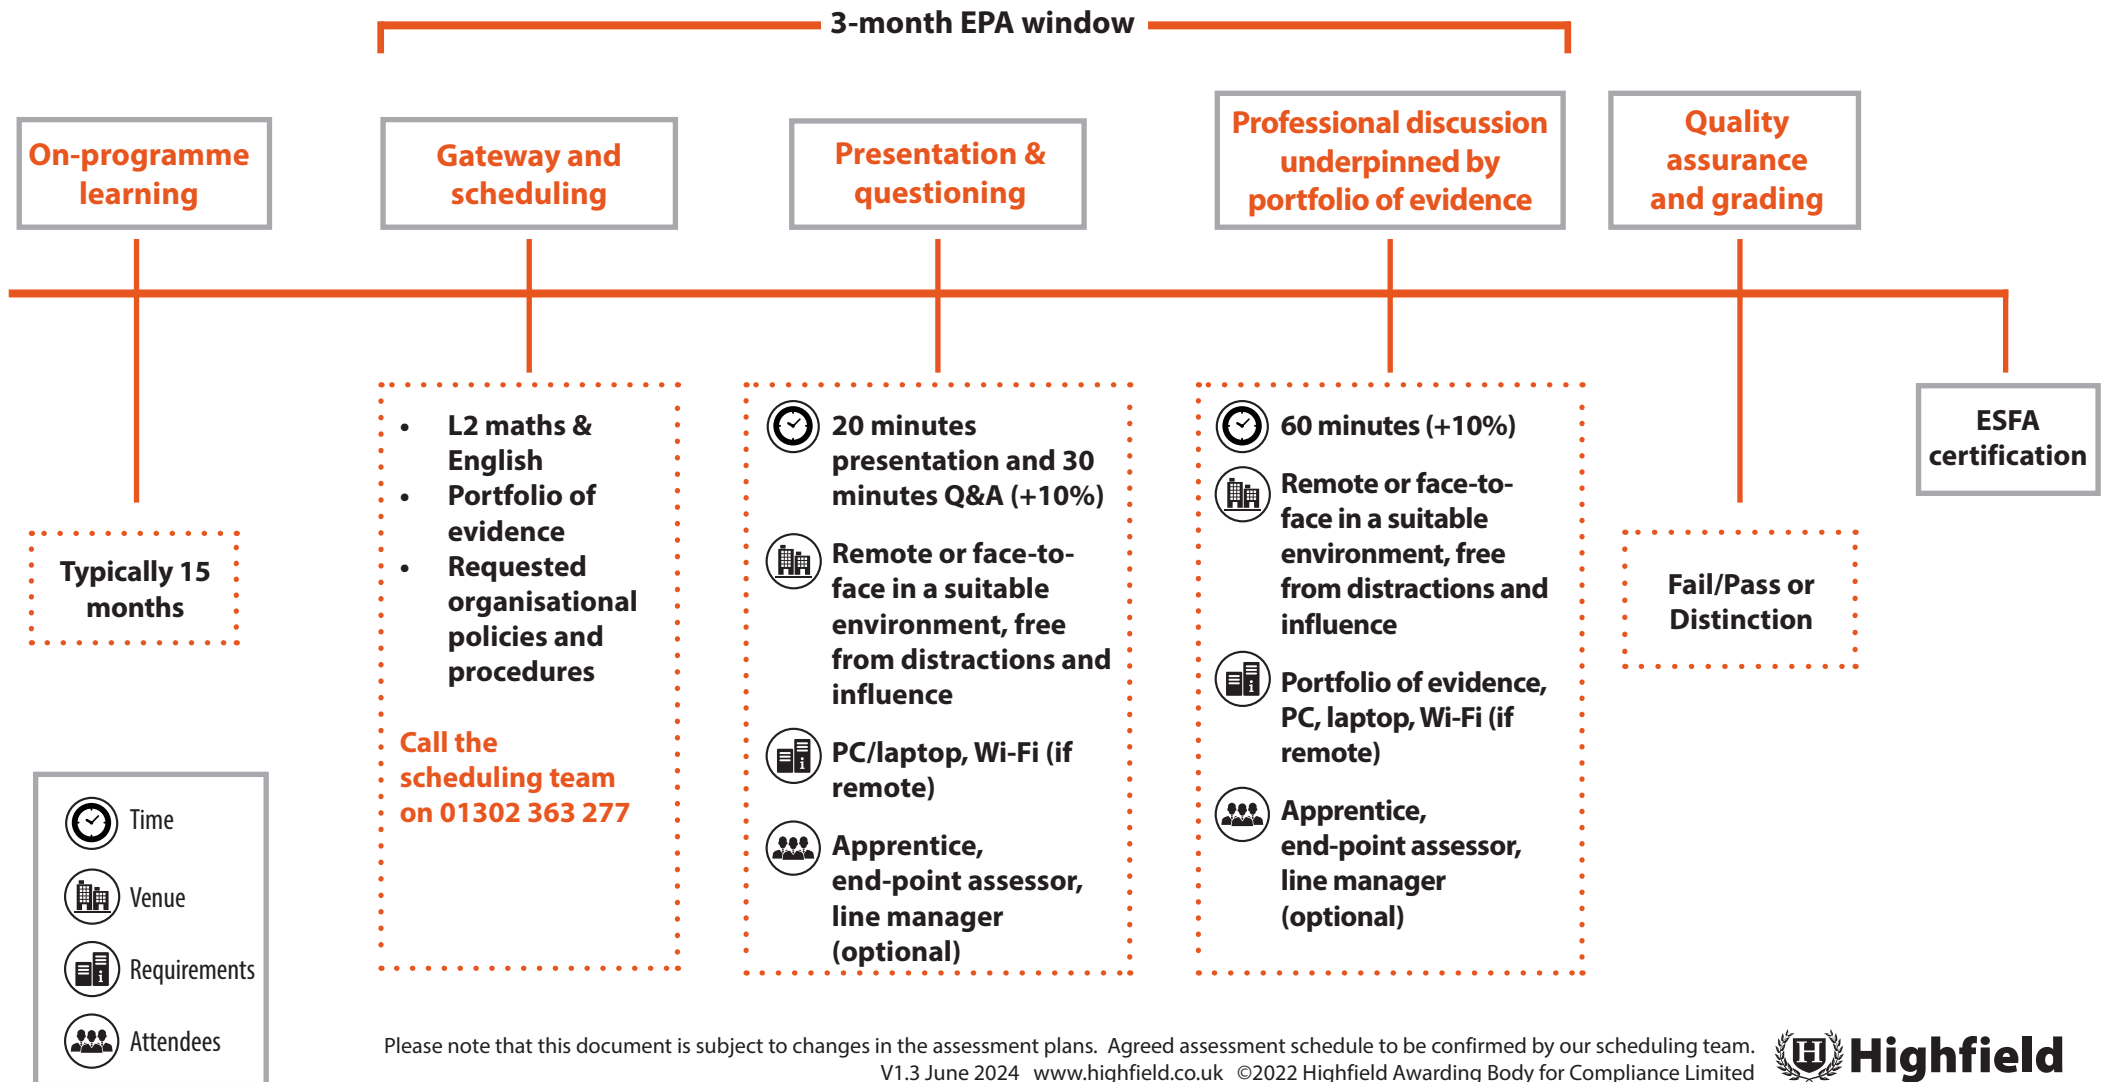 3-month EPA window
On-programme
learning
Gateway and
scheduling
Presentation &
questioning
Professional discussion
underpinned by
portfolio of evidence
Quality
assurance
and grading
Typically 15
months
• L2 maths &
English
• Portfolio of
evidence
• Requested
organisational
policies and
procedures
Call the
scheduling team
on 01302 363 277
20 minutes
presentation and 30
minutes Q&A (+10%)
Remote or face-to-
face in a suitable
environment, free
from distractions and
influence
PC/laptop, Wi-Fi (if
remote)
Apprentice,
end-point assessor,
line manager
(optional)
60 minutes (+10%)
Remote or face-to-
face in a suitable
environment, free
from distractions and
influence
Portfolio of evidence,
PC, laptop, Wi-Fi (if
remote)
Apprentice,
end-point assessor,
line manager
(optional)
Fail/Pass or
Distinction
ESFA
certification
Time
Venue
Requirements
Attendees
Please note that this document is subject to changes in the assessment plans. Agreed assessment schedule to be confirmed by our scheduling team.
V1.3 June 2024 www.highfield.co.uk ©2022 Highfield Awarding Body for Compliance Limited
H Highfield